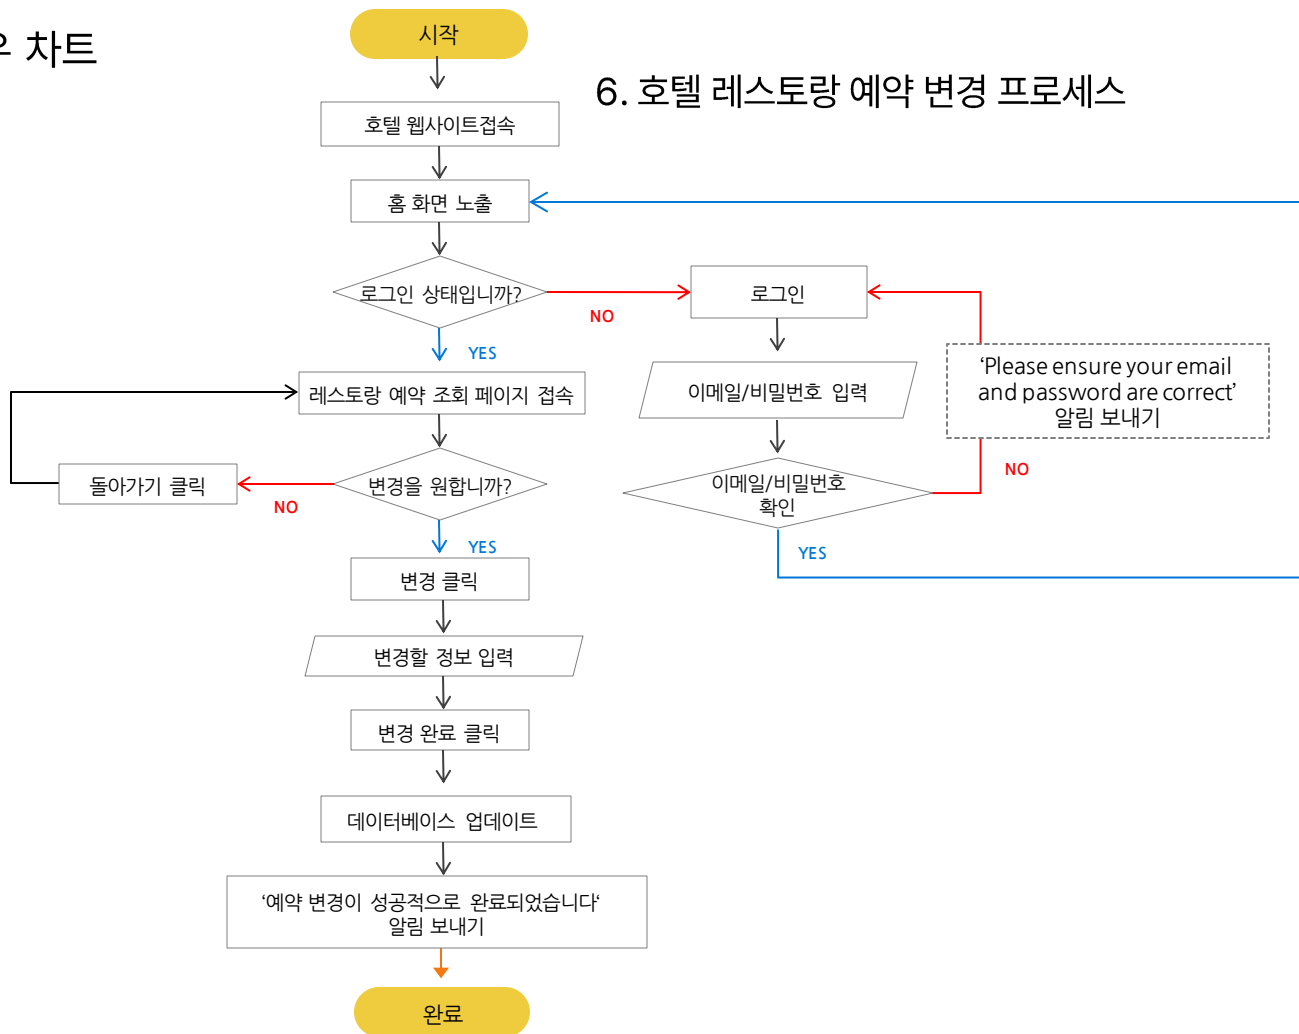 차트
시작
6. 호텔 레스토랑 예약 변경 프로세스
호텔 웹사이트접속
홈 화면 노출
로그인 상태입니까?
NO
로그인
YES
'Please ensure your email
and password are correct'
알림 보내기
레스토랑 예약 조회 페이지 접속
이메일/비밀번호 입력
NO
돌아가기 클릭
NO
변경을 원합니까?
이메일/비밀번호
확인
YES
YES
변경 클릭
변경할 정보 입력
변경 완료 클릭
데이터베이스 업데이트
‘예약 변경이 성공적으로 완료되었습니다‘
알림 보내기
완료